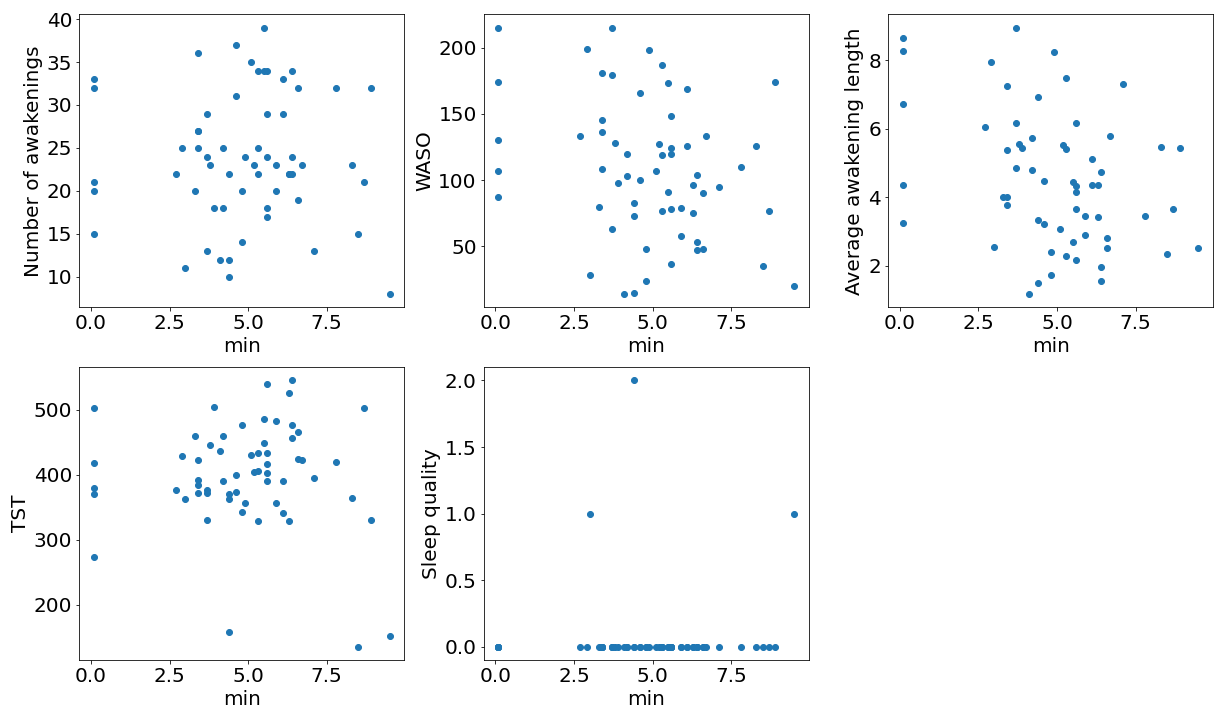 Number of awakenings
40
35
30
25
20
15
10
0.0 2.5 5.0 7.5
min
WASO
200
150
100
50
0.0 2.5 5.0 7.5
min
Average awakening length
8
6
4
2
0.0 2.5 5.0 7.5
min
TST
500
400
300
200
0.0 2.5 5.0 7.5
min
Sleep quality
2.0
1.5
1.0
0.5
0.0
0.0 2.5 5.0 7.5
min